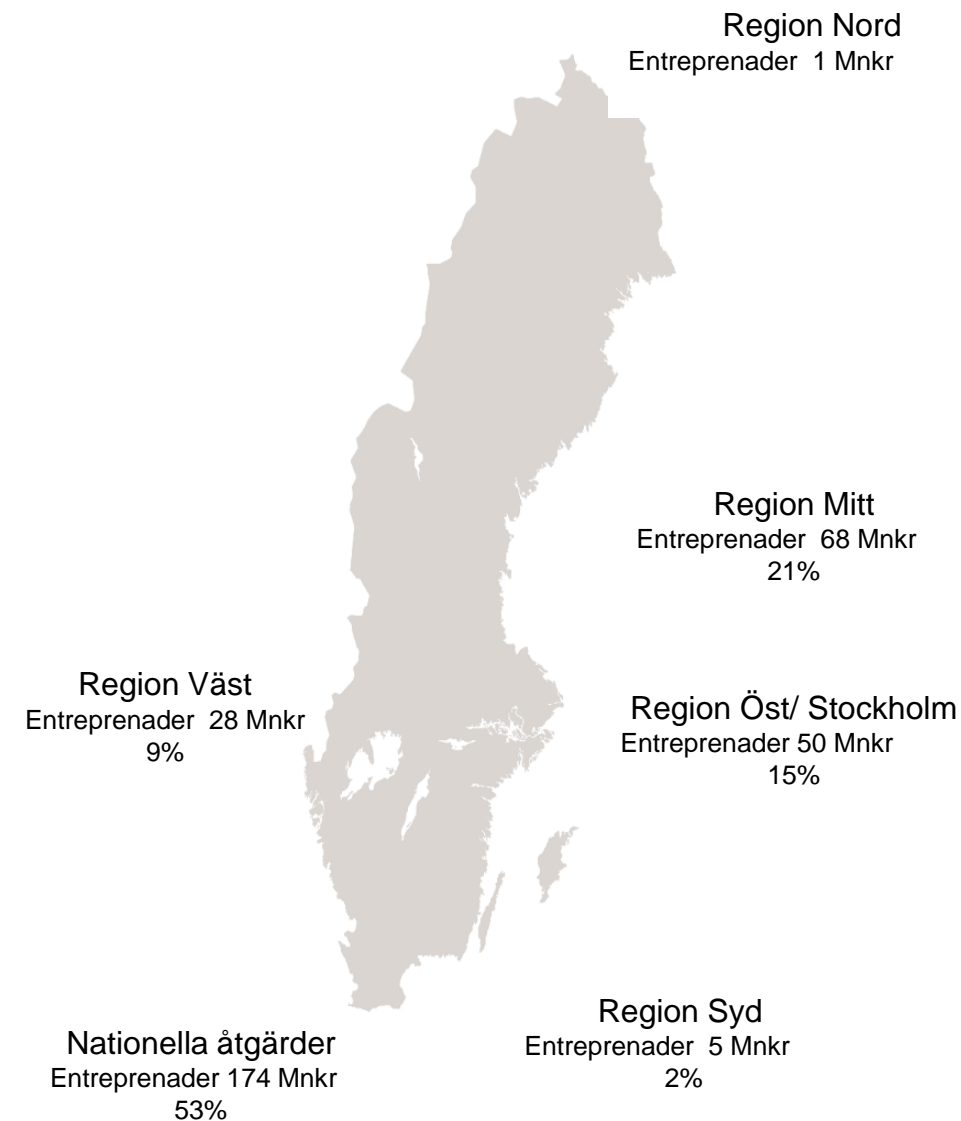 Region Nord
Entreprenader 1 Mnkr
Region Mitt
Entreprenader 68 Mnkr
21%
Region Väst
Entreprenader 28 Mnkr
9%
Region Öst/ Stockholm
Entreprenader 50 Mnkr
15%
Region Syd
Entreprenader 5 Mnkr
2%
Nationella åtgärder
Entreprenader 174 Mnkr
53%